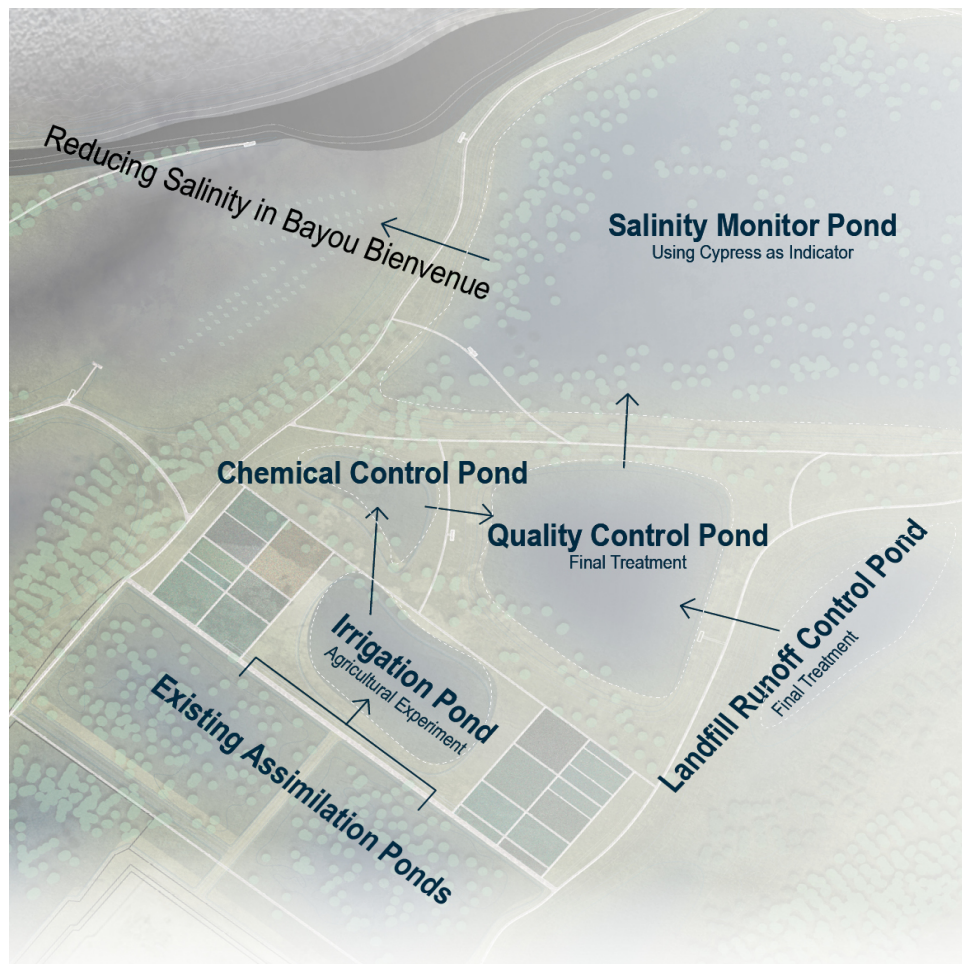 Reducing Salinity in Bayou Bienvenue
Salinity Monitor Pond
Using Cypress as Indicator
Chemical Control Pond
Quality Control Pond
Final Treatment
Landfill Runoff Control Pond
Final Treatment
Irrigation Pond
Agricultural Experiment
Existing Assimilation Ponds